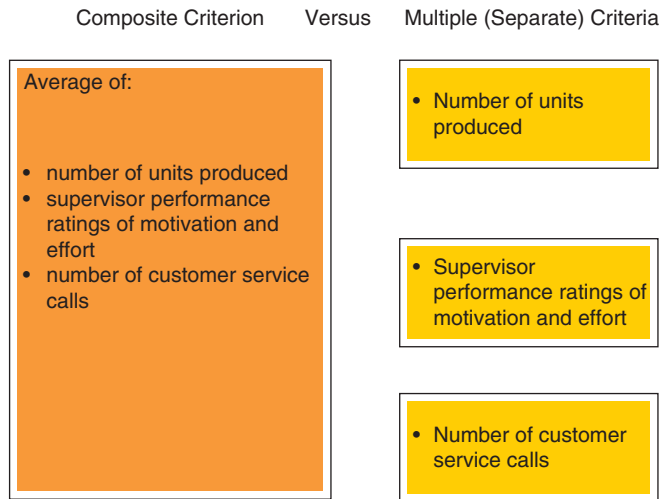 Composite Criterion Versus Multiple (Separate) Criteria
Average of:
• number of units produced
• supervisor performance
ratings of motivation and
effort
• number of customer service
calls
• Number of units
produced
• Supervisor
performance ratings of
motivation and effort
• Number of customer
service calls